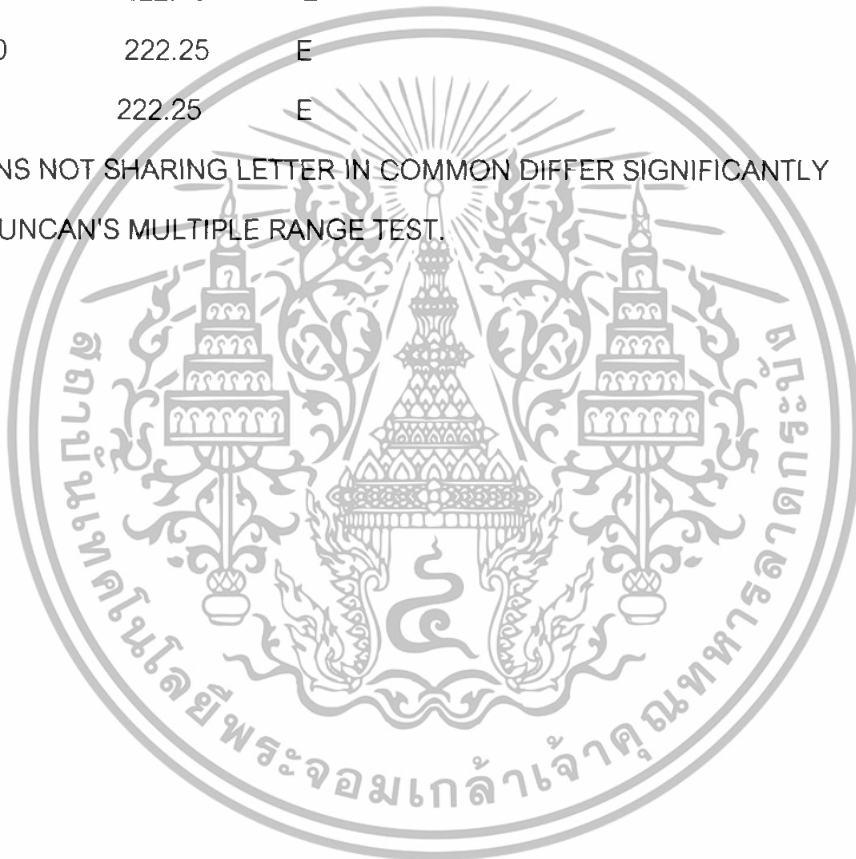 0 222.25 E
222.25 E
NS NOT SHARING LETTER IN COMMON DIFFER SIGNIFICANTLY
UNCAN'S MULTIPLE RANGE TEST.
สถาบันเทคโนโลยีพระจอมเกล้าเจ้าคุณทหารลาดกระบัง